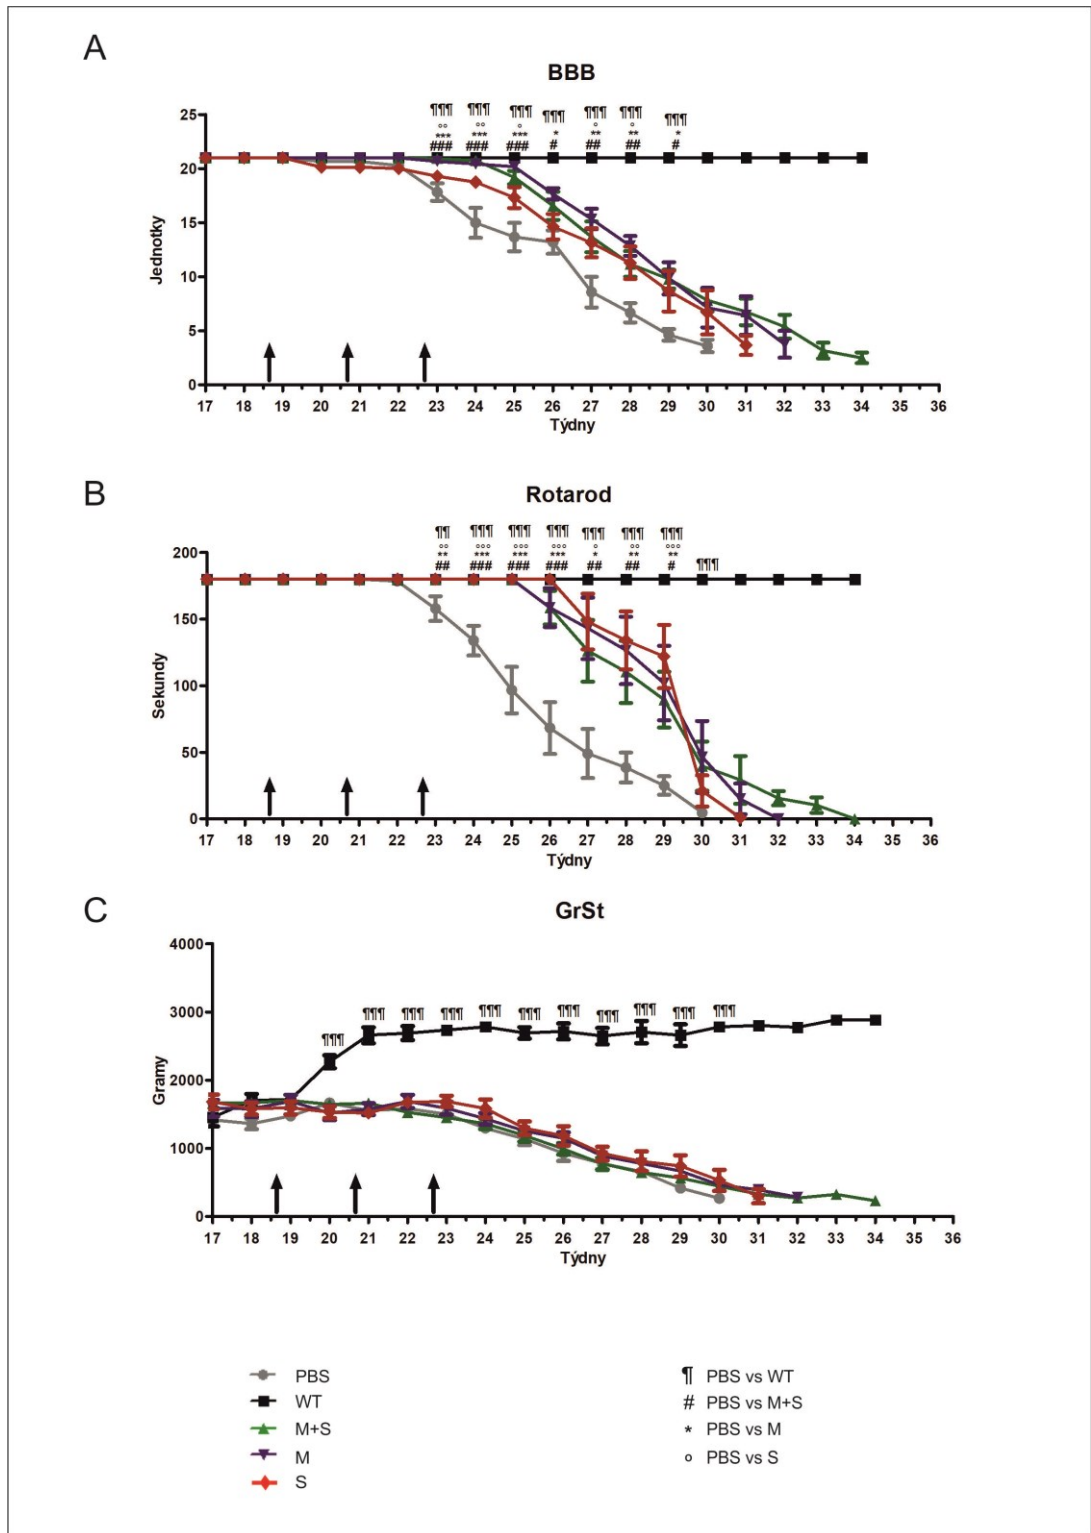 A
BBB
¶¶¶ ¶¶¶ ¶¶¶ ¶¶¶ ¶¶¶ ¶¶¶ ¶¶¶
°° °° ° ° °
*** *** *** * ** ** *
### ### ### # ## ## #
25
20
15
10
5
0
Jednotky
17 18 19 20 21 22 23 24 25 26 27 28 29 30 31 32 33 34 35 36
Týdny
B
Rotarod
¶¶ ¶¶¶ ¶¶¶ ¶¶¶ ¶¶¶ ¶¶¶ ¶¶¶ ¶¶¶
°° °°° °°° °°° ° °° °°°
** *** *** *** * ** **
## ### ### ### ## ## #
200
150
100
50
0
Sekundy
17 18 19 20 21 22 23 24 25 26 27 28 29 30 31 32 33 34 35 36
Týdny
C
GrSt
¶¶¶ ¶¶¶ ¶¶¶ ¶¶¶ ¶¶¶ ¶¶¶ ¶¶¶ ¶¶¶ ¶¶¶ ¶¶¶ ¶¶¶
4000
3000
2000
1000
0
Gramy
17 18 19 20 21 22 23 24 25 26 27 28 29 30 31 32 33 34 35 36
Týdny
PBS
WT
M+S
M
S
¶ PBS vs WT
# PBS vs M+S
* PBS vs M
° PBS vs S